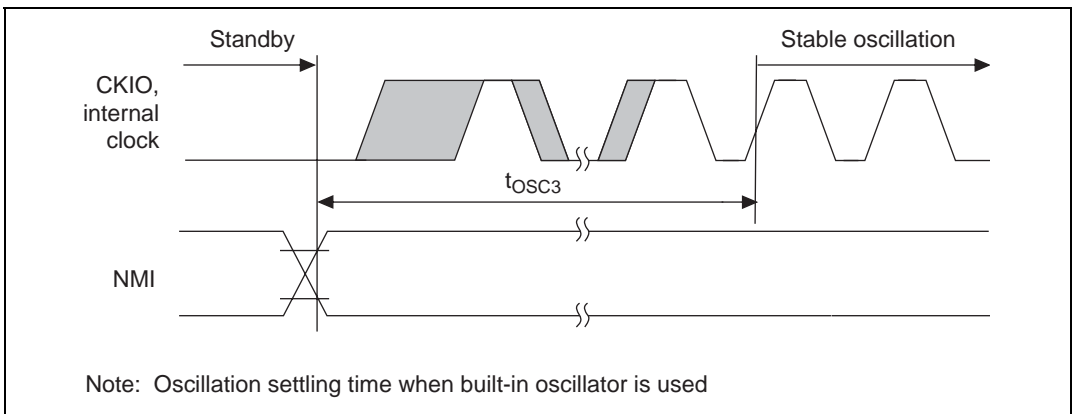 Standby
Stable oscillation
CKIO,
internal
clock
tOSC3
NMI
Note: Oscillation settling time when built-in oscillator is used